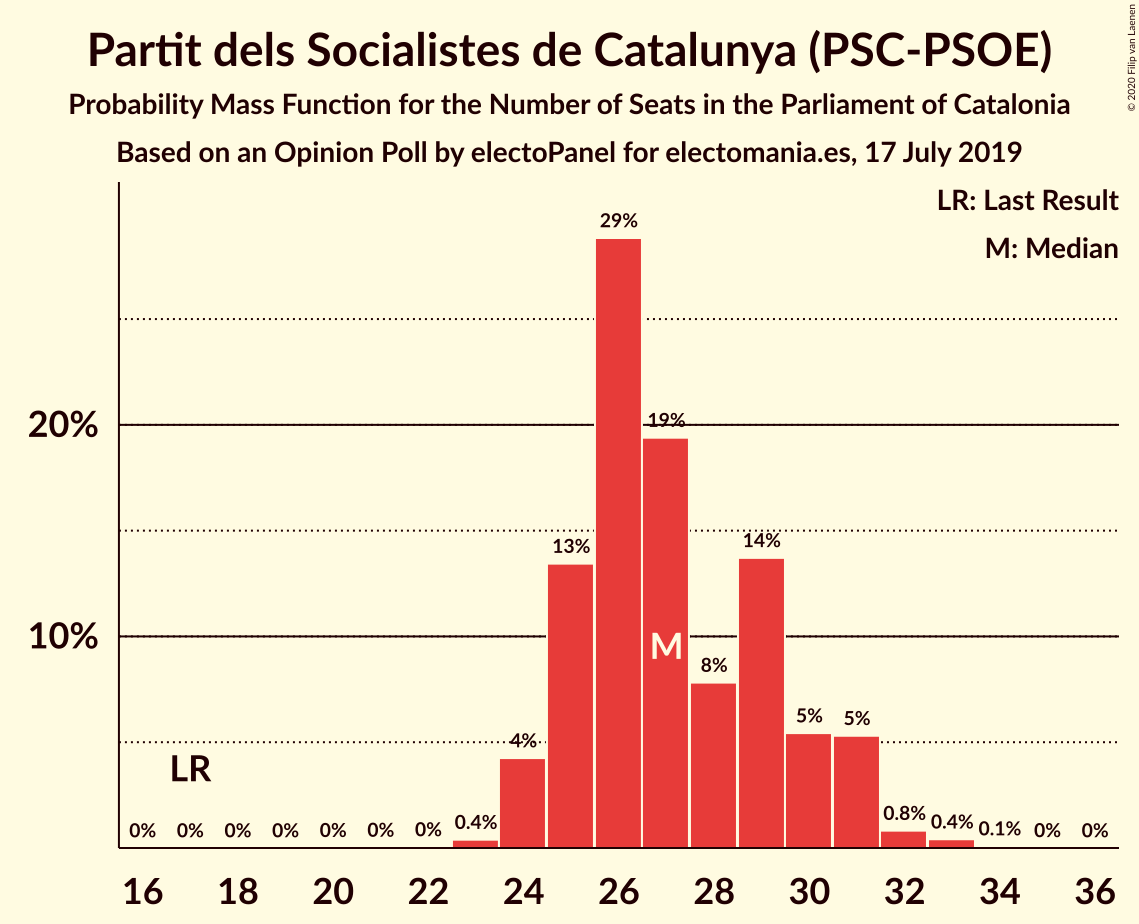 Partit dels Socialistes de Catalunya (PSC-PSOE)
Probability Mass Function for the Number of Seats in the Parliament of Catalonia
Based on an Opinion Poll by electoPanel for electomania.es, 17 July 2019
© 2020 Filip van Laenen
LR: Last Result
M: Median
29%
20%
19%
13%
14%
10%
M
8%
4%
5%
5%
LR
0%
0%
0%
0%
0%
0%
0%
0.4%
0.8%
0.4%
0.1%
0%
0%
16 18 20 22 24 26 28 30 32 34 36